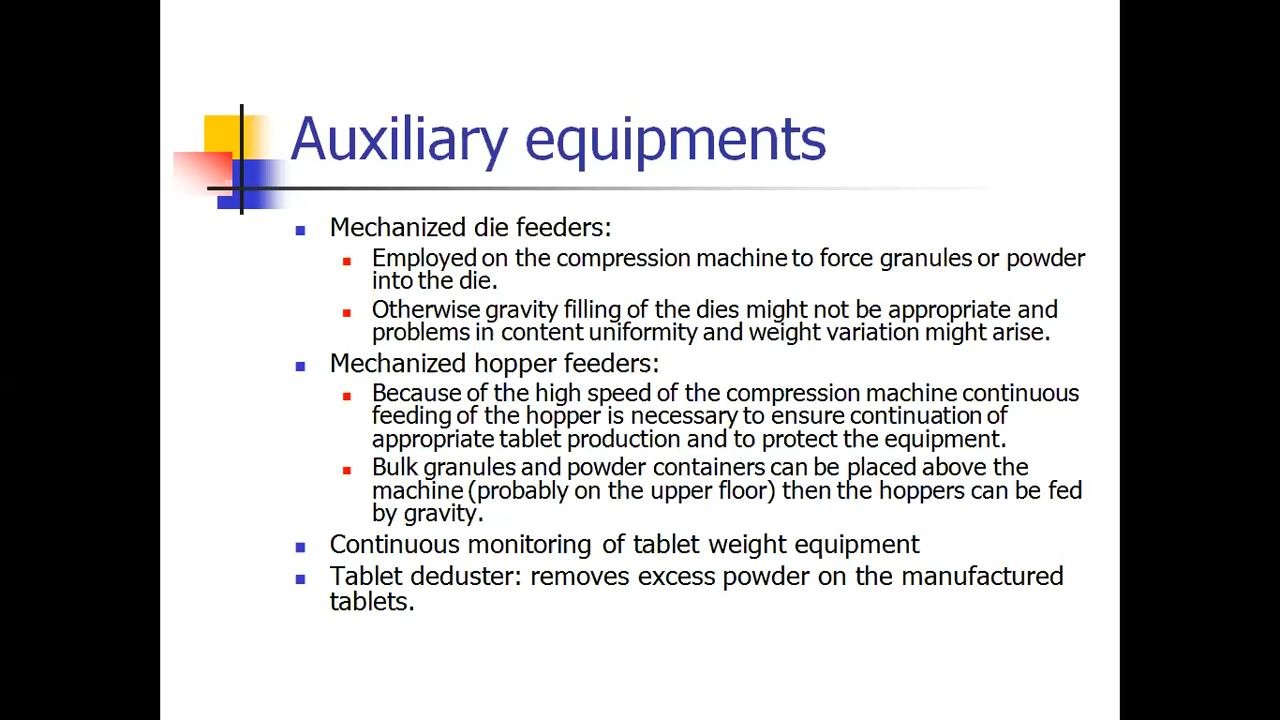 Auxiliary equipments
Mechanized die feeders:
Employed on the compression machine to force granules or powder
into the die.
Otherwise gravity filling of the dies might not be appropriate and
problems in content uniformity and weight variation might arise.
Mechanized hopper feeders:
Because of the high speed of the compression machine continuous
feeding of the hopper is necessary to ensure continuation of
appropriate tablet production and to protect the equipment.
Bulk granules and powder containers can be placed above the
machine (probably on the upper floor) then the hoppers can be fed
by gravity.
Continuous monitoring of tablet weight equipment
Tablet deduster: removes excess powder on the manufactured
tablets.